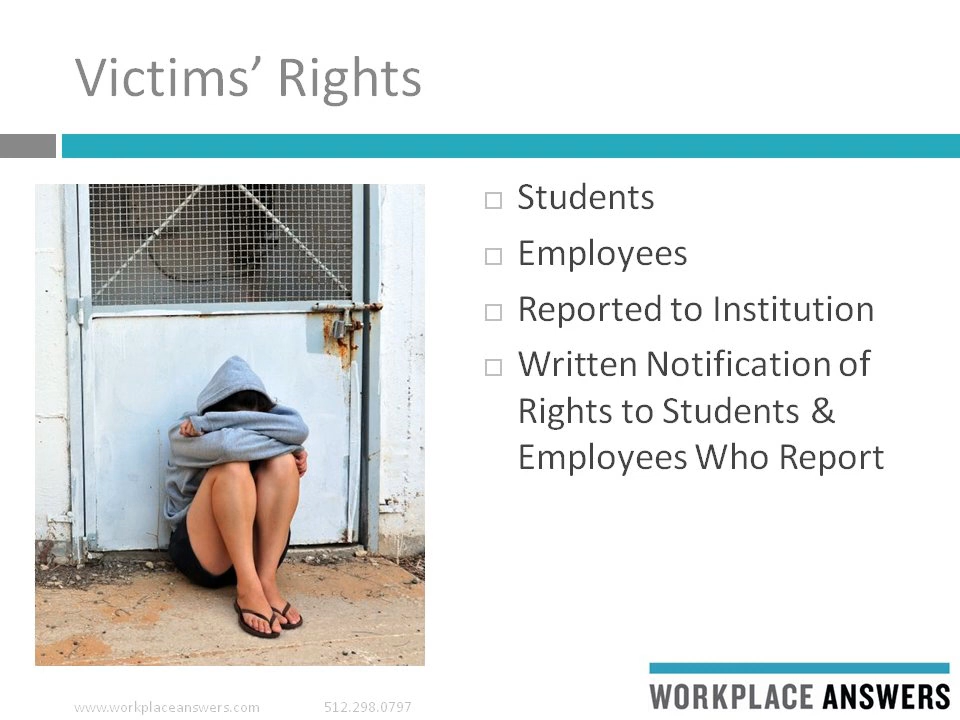 Victims’ Rights
Students
Employees
Reported to Institution
Written Notification of
Rights to Students &
Employees Who Report
www.workplaceanswers.com 512.298.0797
WORKPLACE ANSWERS